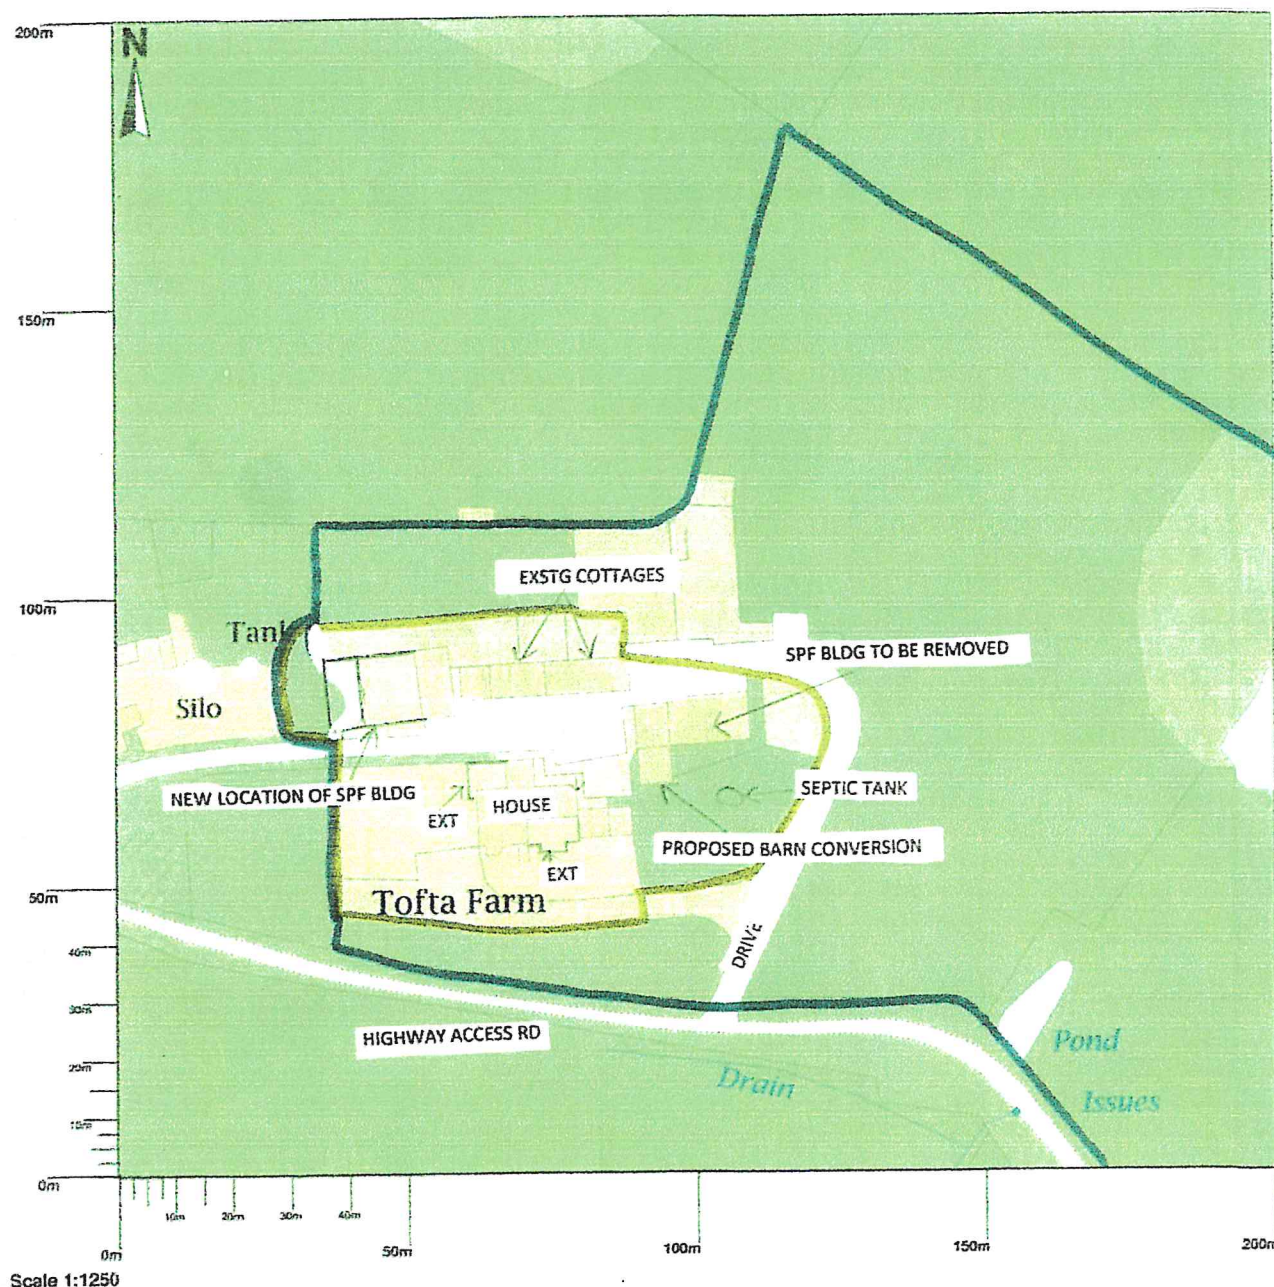 200m
N
150m
EXSTG COTTAGES
100m
Tank
SPF BLDG TO BE REMOVED
Silo
NEW LOCATION OF SPF BLDG
HOUSE
SEPTIC TANK
EXT
PROPOSED BARN CONVERSION
EXT
50m
Tofta Farm
DRIVE
40m
30m
HIGHWAY ACCESS RD
Pond
20m
Drain
Issues
10m
0m
10m
20m
30m
40m
0m
50m
100m
150m
200m
Scale 1:1250